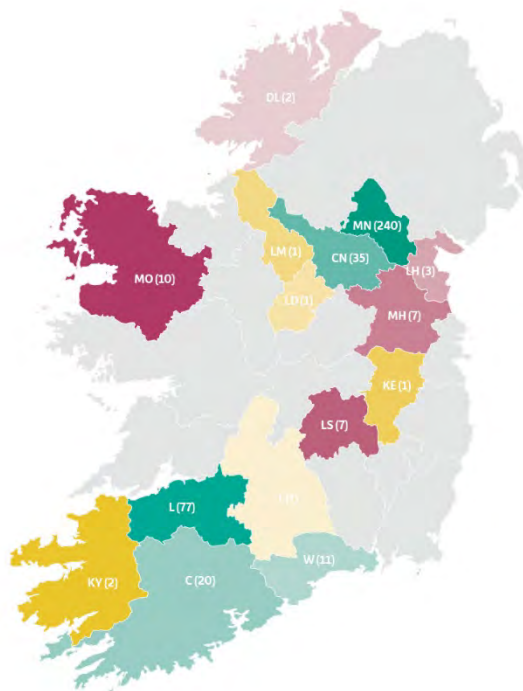 DL (2)
MN (240)
LM (1)
CN (35)
LH (3)
MO (10)
LD (1)
MH (7)
KE (1)
LS (7)
L (77)
W (11)
KY (2)
C (20)